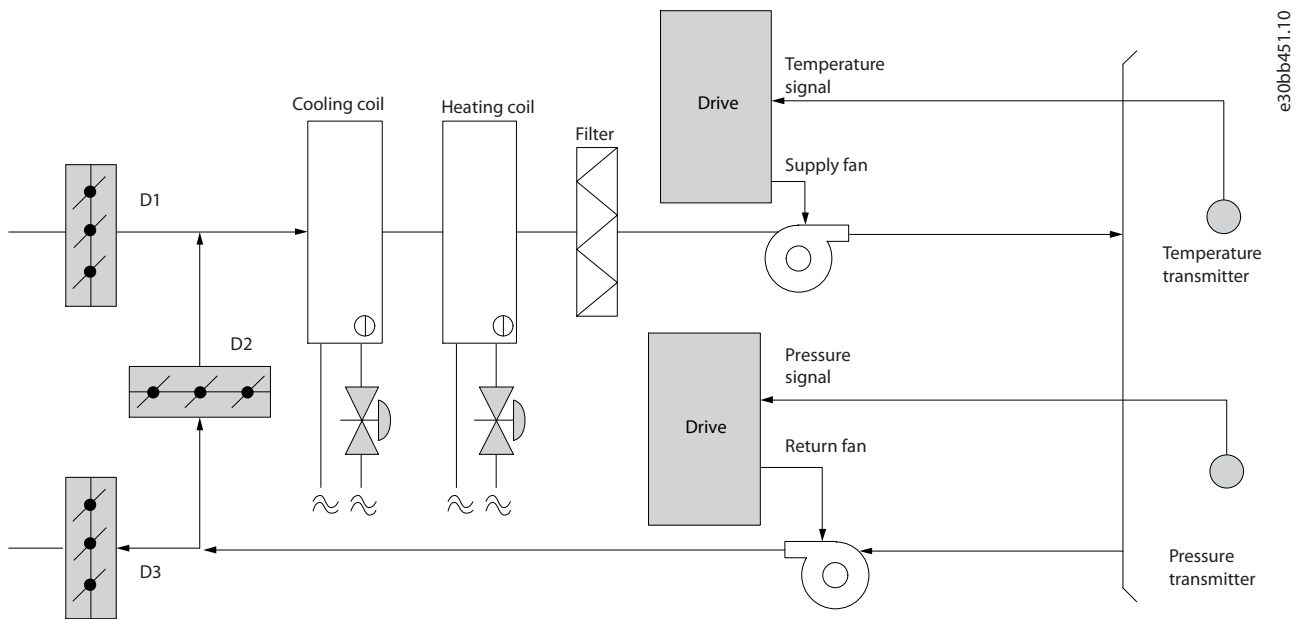 e30bb451.10
Temperature
signal
Drive
Cooling coil
Heating coil
Filter
Supply fan
D1
Temperature
transmitter
D2
Pressure
signal
Drive
Return fan
D3
Pressure
transmitter